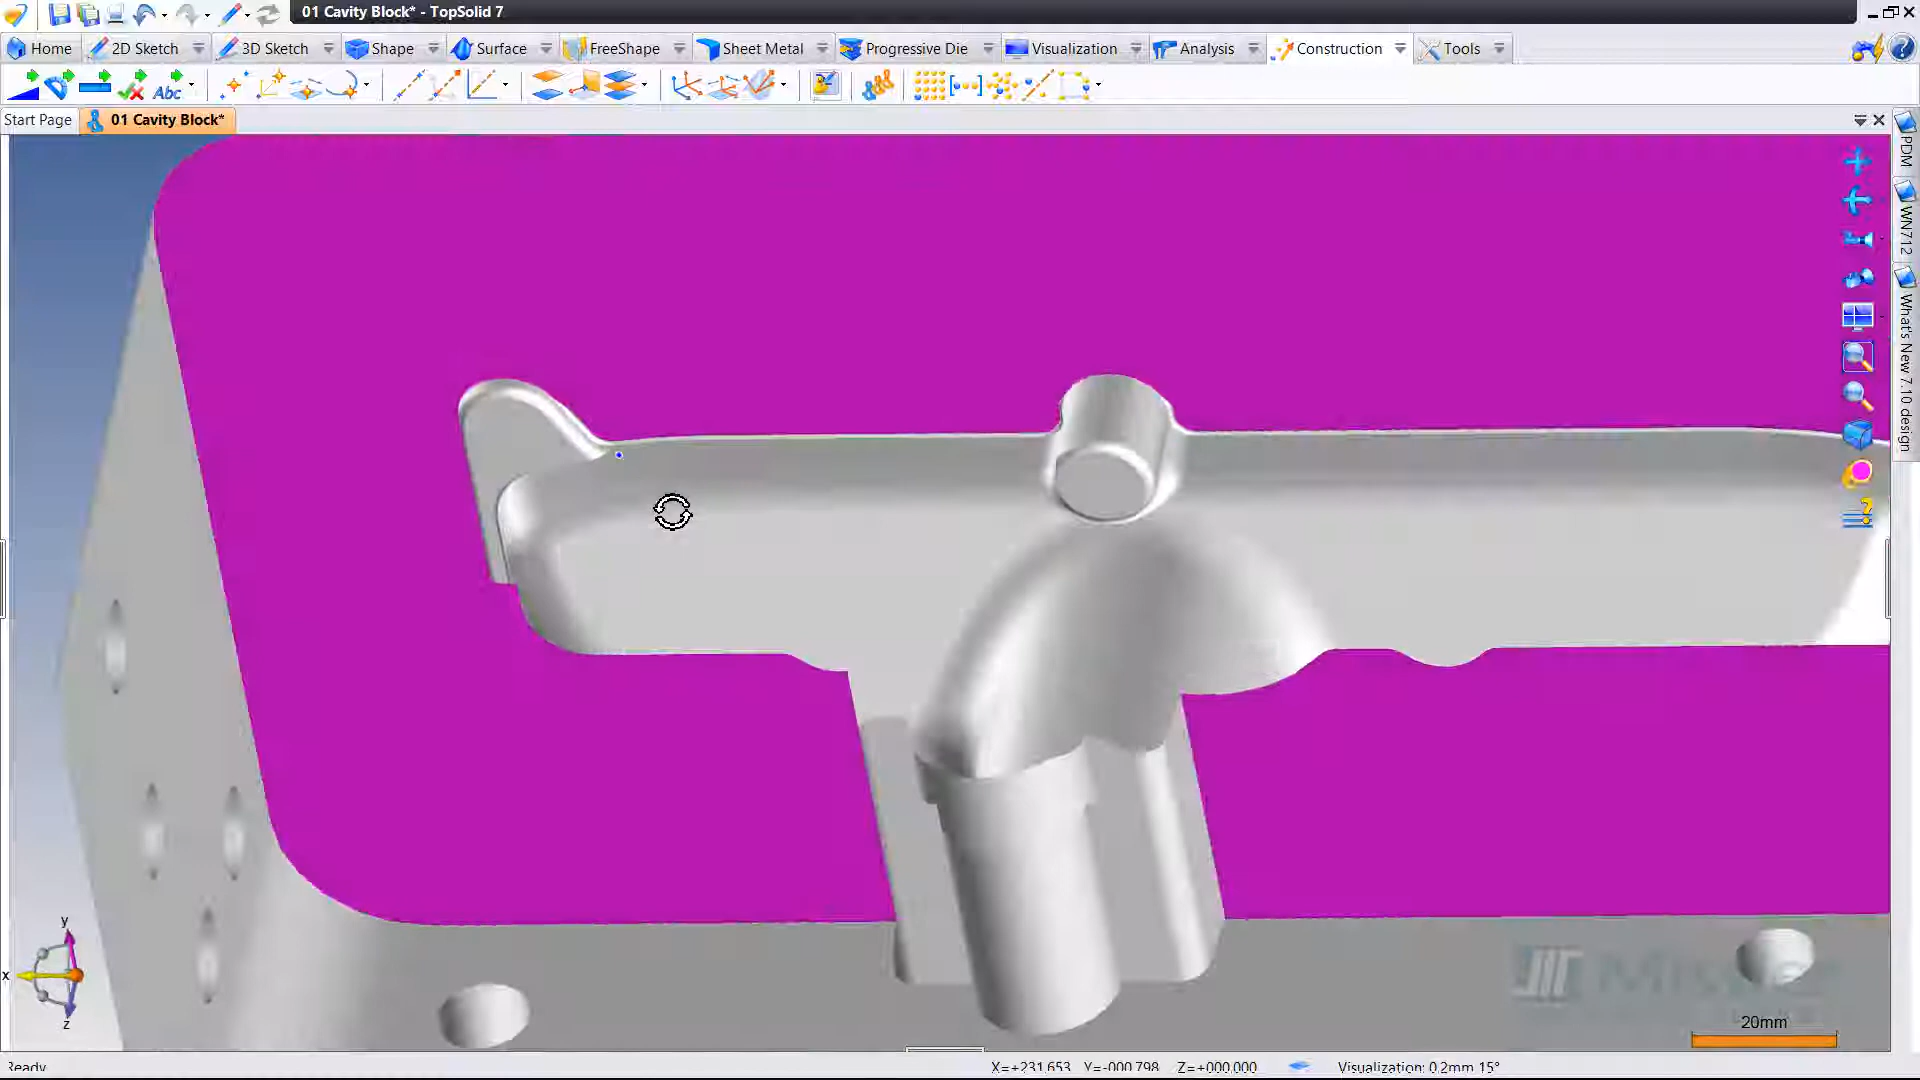 01 Cavity Block* - TopSolid 7
Home 2D Sketch 3D Sketch Shape Surface FreeShape Sheet Metal Progressive Die Visualization Analysis Construction Tools
Abc
Start Page 01 Cavity Block*
PDM
WN712
What's New 7.10 design
y
x
z
20mm
Ready X=+231.653 Y=-000.798 Z=+000.000 Visualization: 0.2mm 15°